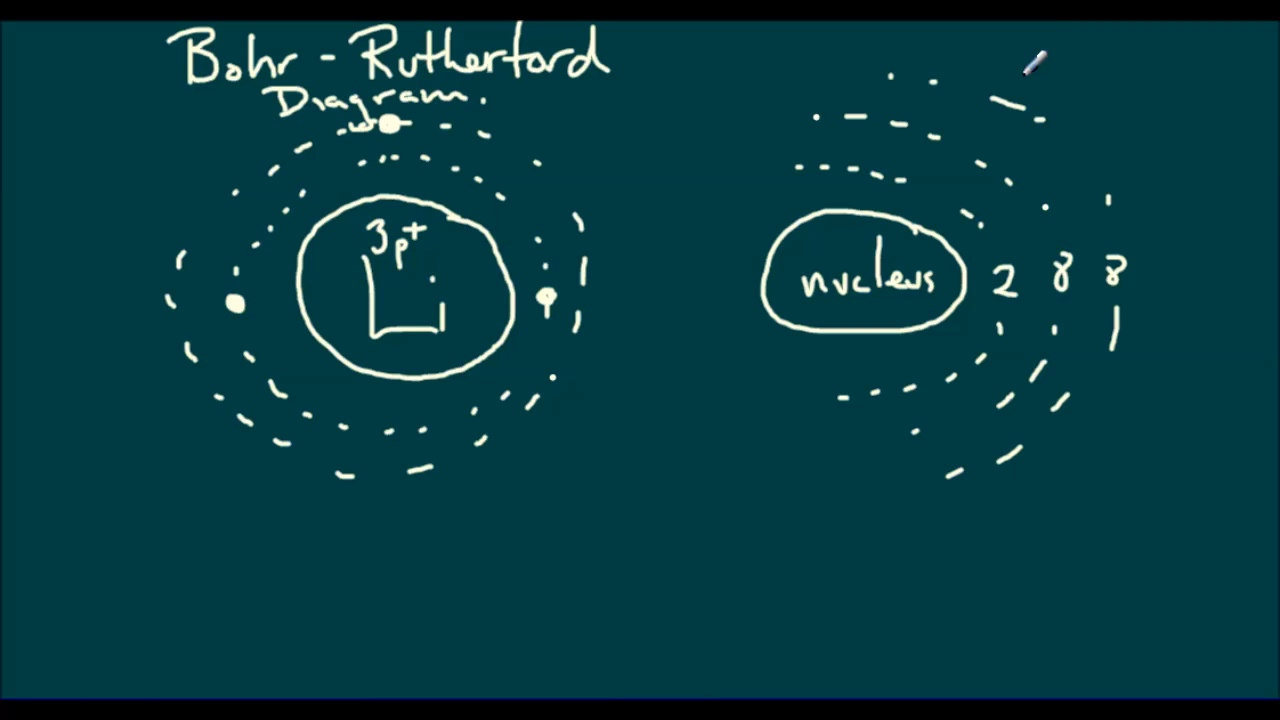 Bohr - Rutherford
Diagram.
3p+
Li
nucleus 2 8 8